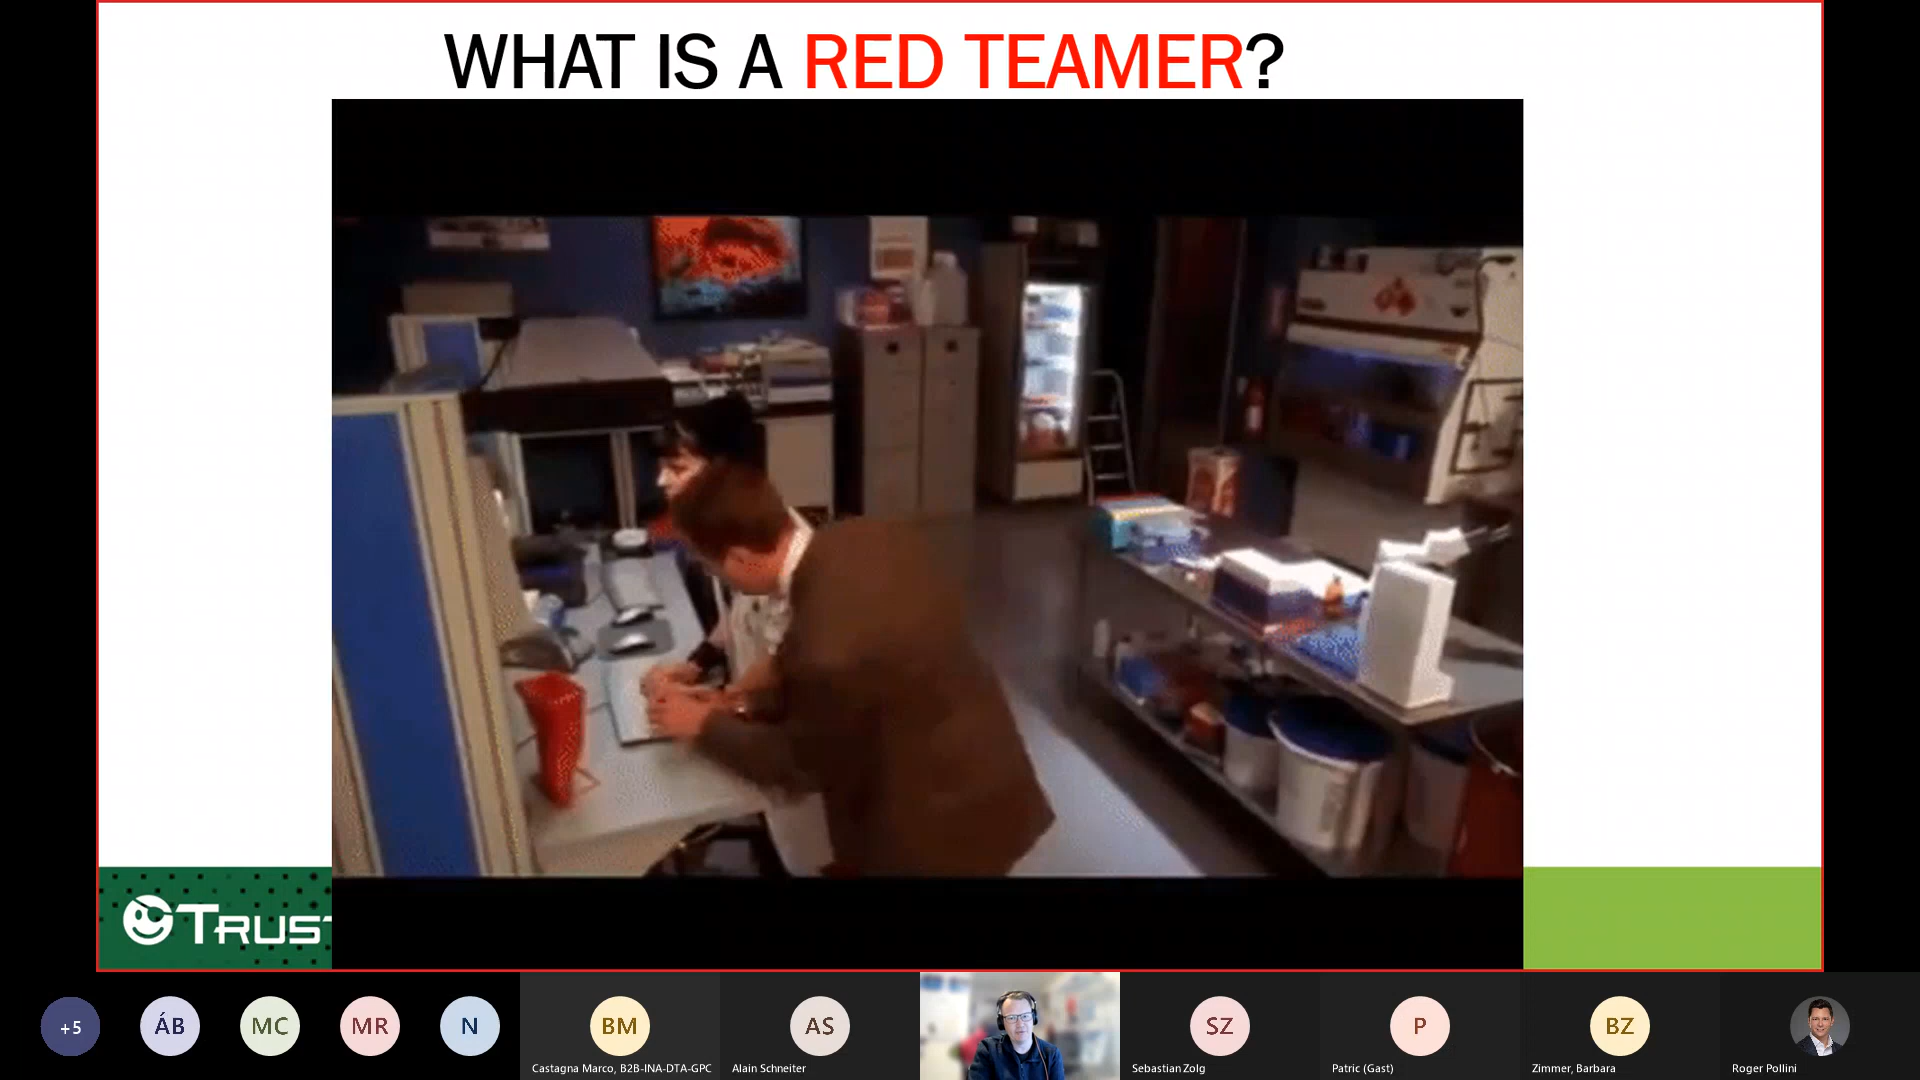 WHAT IS A RED TEAMER?
TRUST
+5
ÁB
MC
MR
N
BM
AS
SZ
P
BZ
Castagna Marco, B2B-INA-DTA-GPC
Alain Schneiter
Sebastian Zolg
Patric (Gast)
Zimmer, Barbara
Roger Pollini